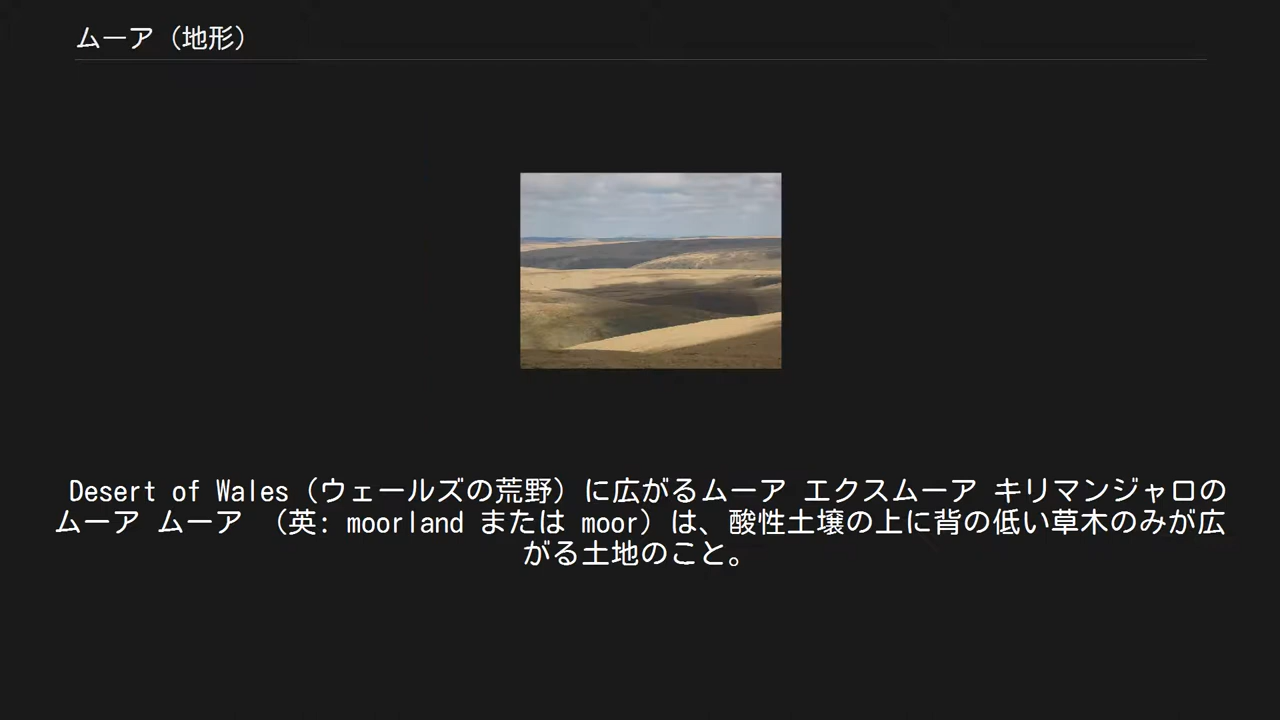 ムーア（地形）
Desert of Wales（ウェールズの荒野）に広がるムーア エクスムーア キリマンジャロの
ムーア ムーア （英: moorland または moor）は、酸性土壌の上に背の低い草木のみが広
がる土地のこと。